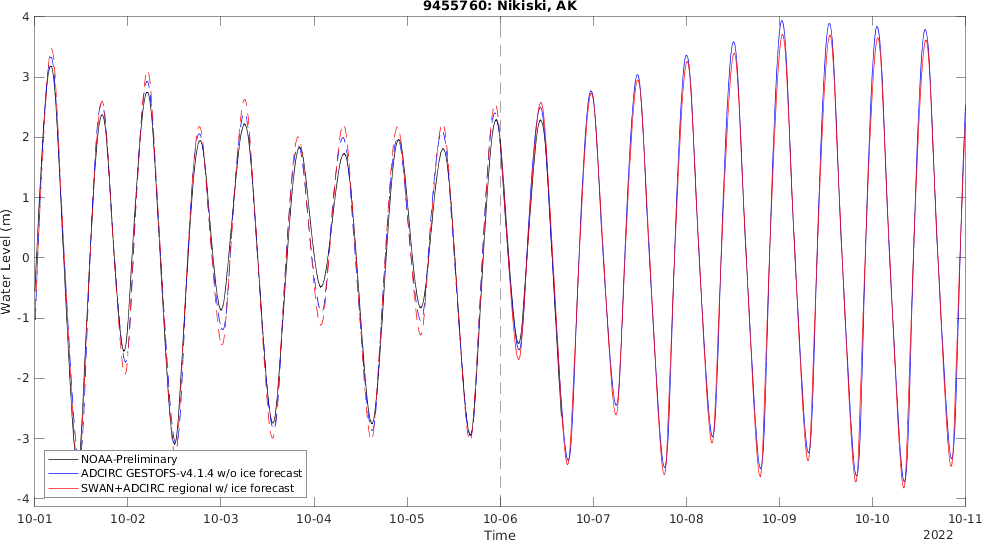 9455760: Nikiski, AK
4
3
2
1
0
-1
-2
-3
-4
Water Level (m)
NOAA-Preliminary
ADCIRC GESTOFS-v4.1.4 w/o ice forecast
SWAN+ADCIRC regional w/ ice forecast
10-01 10-02 10-03 10-04 10-05 10-06 10-07 10-08 10-09 10-10 10-11
Time
2022